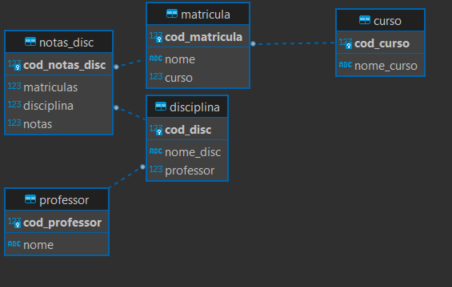 notas_disc
123 cod_notas_disc
123 matriculas
123 disciplina
123 notas
matricula
123 cod_matricula
ABC nome
123 curso
curso
123 cod_curso
ABC nome_curso
disciplina
123 cod_disc
ABC nome_disc
123 professor
professor
123 cod_professor
ABC nome